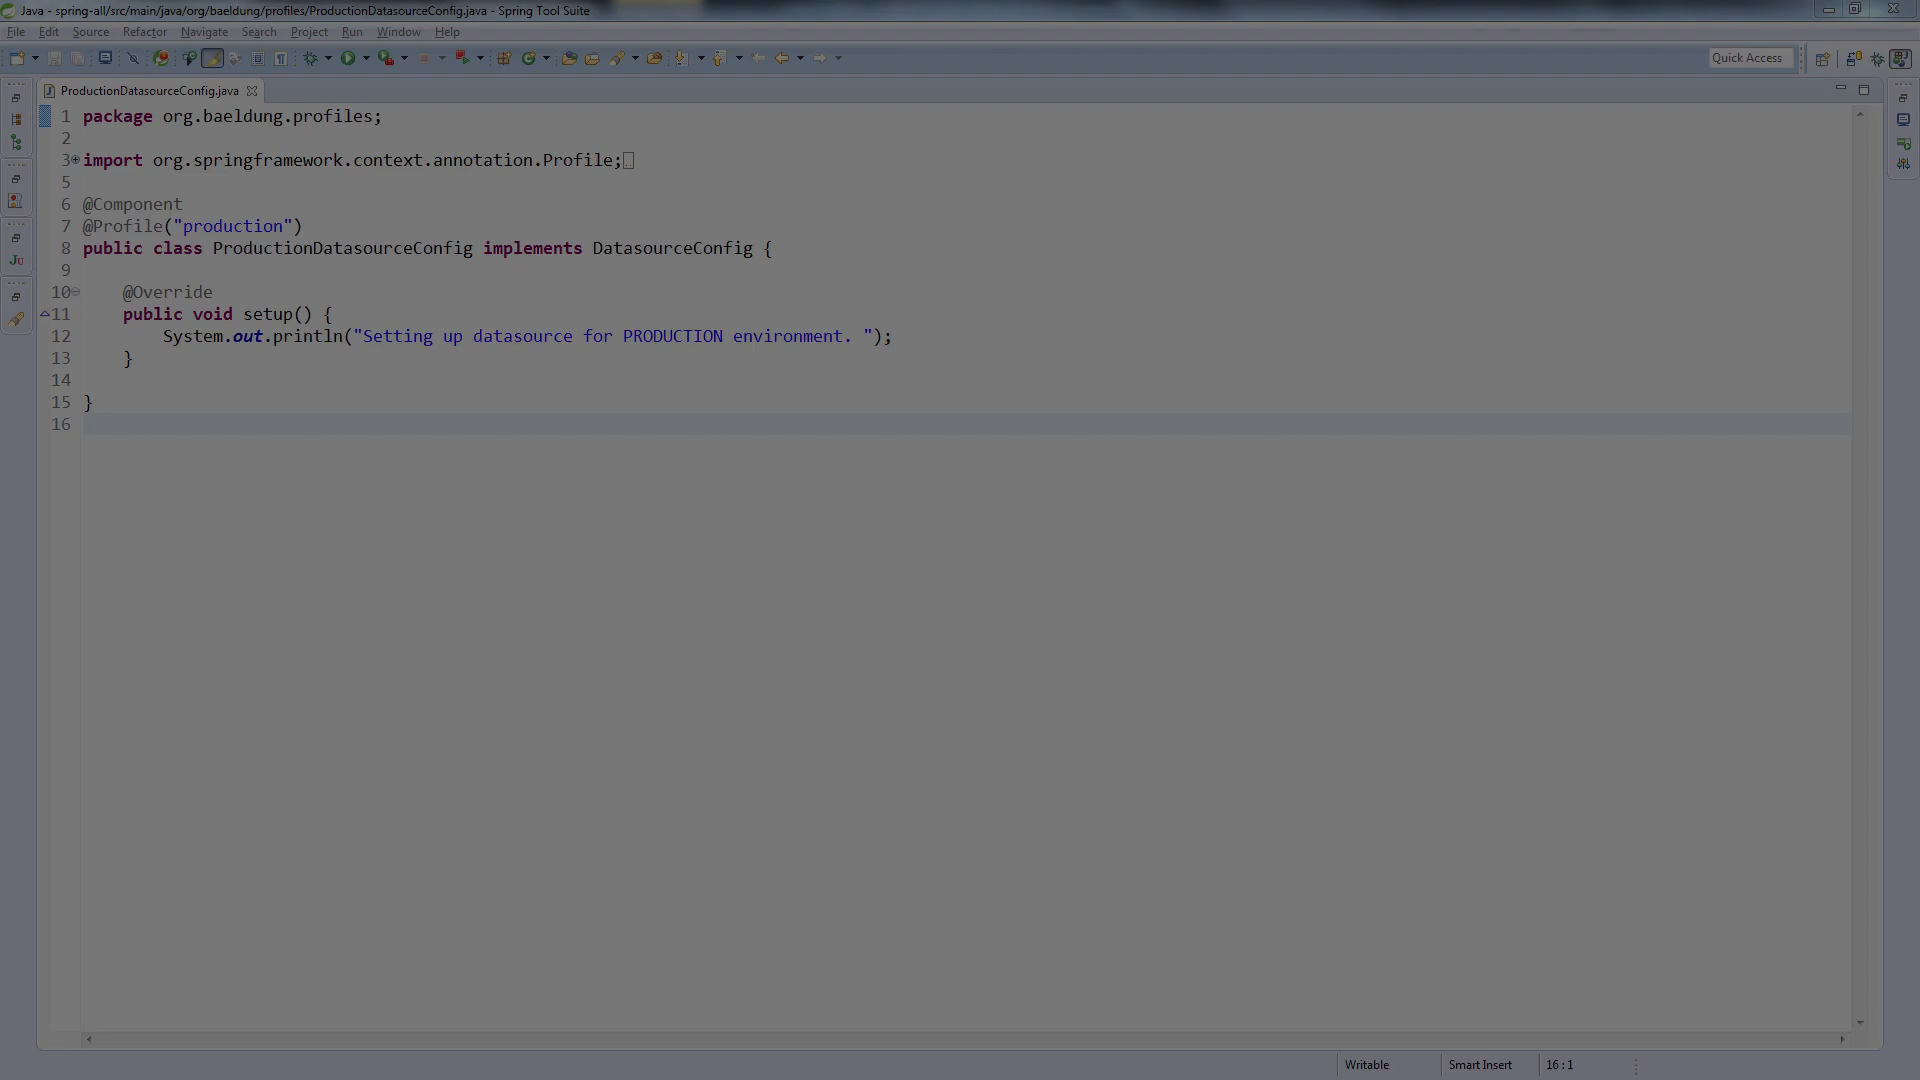 Java - spring-all/src/main/java/org/baeldung/profiles/ProductionDatasourceConfig.java - Spring Tool Suite
File Edit Source Refactor Navigate Search Project Run Window Help
Quick Access
ProductionDatasourceConfig.java
1 package org.baeldung.profiles;
2
3 import org.springframework.context.annotation.Profile;
5
6 @Component
7 @Profile("production")
8 public class ProductionDatasourceConfig implements DatasourceConfig {
9
10 @Override
11 public void setup() {
12 System.out.println("Setting up datasource for PRODUCTION environment. ");
13 }
14
15 }
16
Ju
Writable Smart Insert 16 : 1